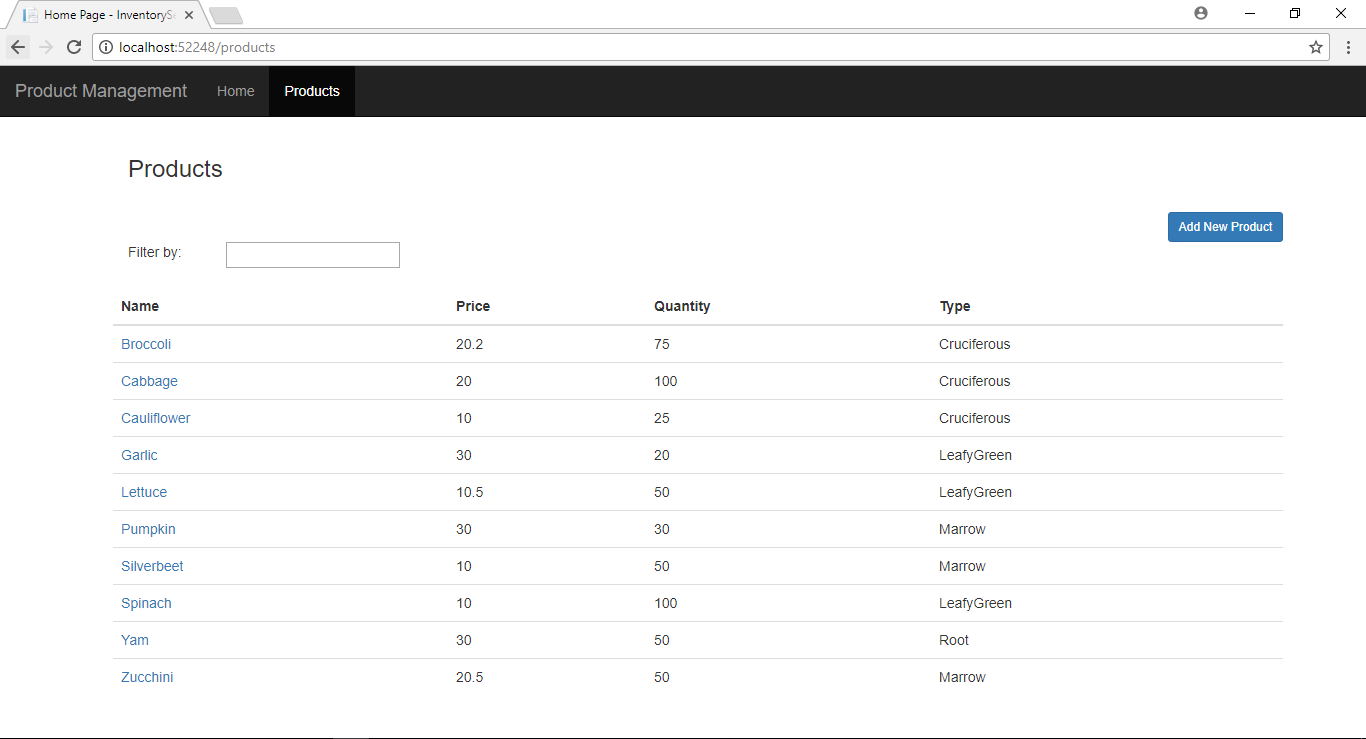 Home Page - InventorySe
localhost:52248/products
Product Management Home Products
Products
Add New Product
Filter by:
Name Price Quantity Type
Broccoli 20.2 75 Cruciferous
Cabbage 20 100 Cruciferous
Cauliflower 10 25 Cruciferous
Garlic 30 20 LeafyGreen
Lettuce 10.5 50 LeafyGreen
Pumpkin 30 30 Marrow
Silverbeet 10 50 Marrow
Spinach 10 100 LeafyGreen
Yam 30 50 Root
Zucchini 20.5 50 Marrow